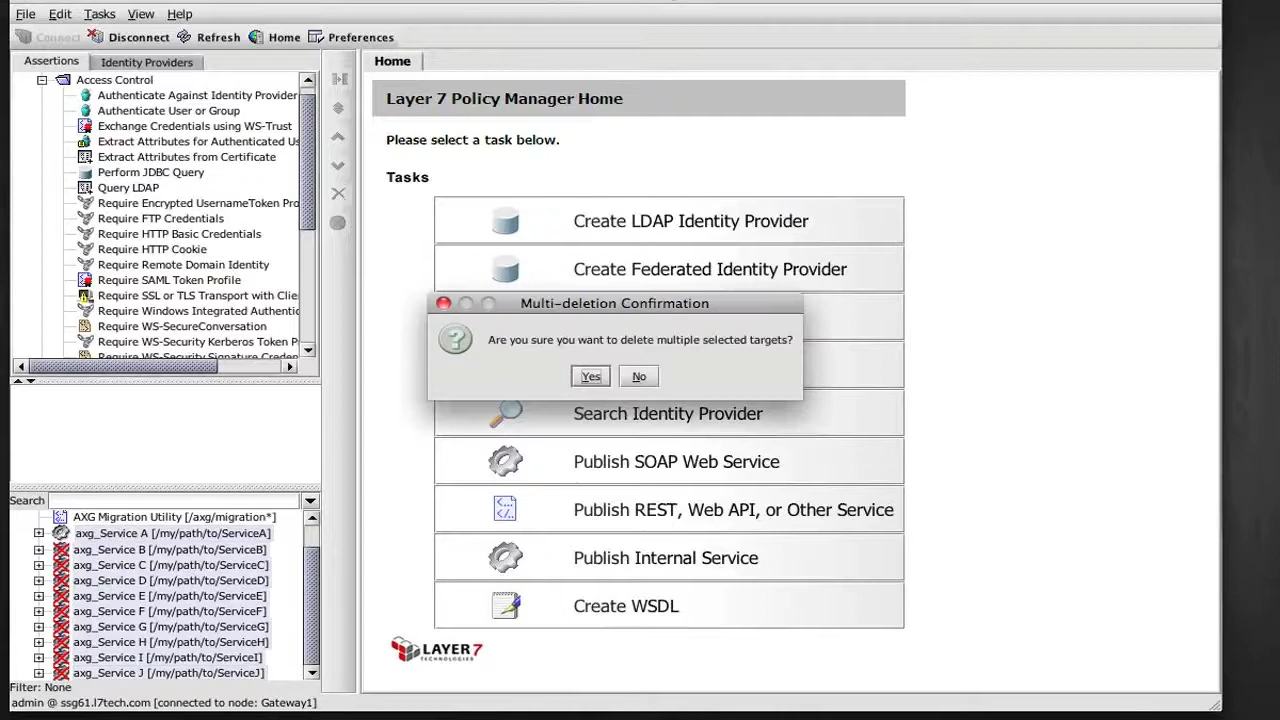 File Edit Tasks View Help
Connect Disconnect Refresh Home Preferences
Assertions Identity Providers
Access Control
Authenticate Against Identity Provider
Authenticate User or Group
Exchange Credentials using WS-Trust
Extract Attributes for Authenticated Us
Extract Attributes from Certificate
Perform JDBC Query
Query LDAP
Require Encrypted UsernameToken Pro
Require FTP Credentials
Require HTTP Basic Credentials
Require HTTP Cookie
Require Remote Domain Identity
Require SAML Token Profile
Require SSL or TLS Transport with Clie
Require Windows Integrated Authentic
Require WS-SecureConversation
Require WS-Security Kerberos Token P
Require WS-Security Signature Creden
Search
AXG Migration Utility [/axg/migration*]
axg_Service A [/my/path/to/ServiceA]
axg_Service B [/my/path/to/ServiceB]
axg_Service C [/my/path/to/ServiceC]
axg_Service D [/my/path/to/ServiceD]
axg_Service E [/my/path/to/ServiceE]
axg_Service F [/my/path/to/ServiceF]
axg_Service G [/my/path/to/ServiceG]
axg_Service H [/my/path/to/ServiceH]
axg_Service I [/my/path/to/ServiceI]
axg_Service J [/my/path/to/ServiceJ]
Filter: None
admin @ ssg61.l7tech.com [connected to node: Gateway1]
Home
Layer 7 Policy Manager Home
Please select a task below.
Tasks
Create LDAP Identity Provider
Create Federated Identity Provider
Multi-deletion Confirmation
Are you sure you want to delete multiple selected targets?
Yes No
Search Identity Provider
Publish SOAP Web Service
Publish REST, Web API, or Other Service
Publish Internal Service
Create WSDL
LAYER 7
TECHNOLOGIES